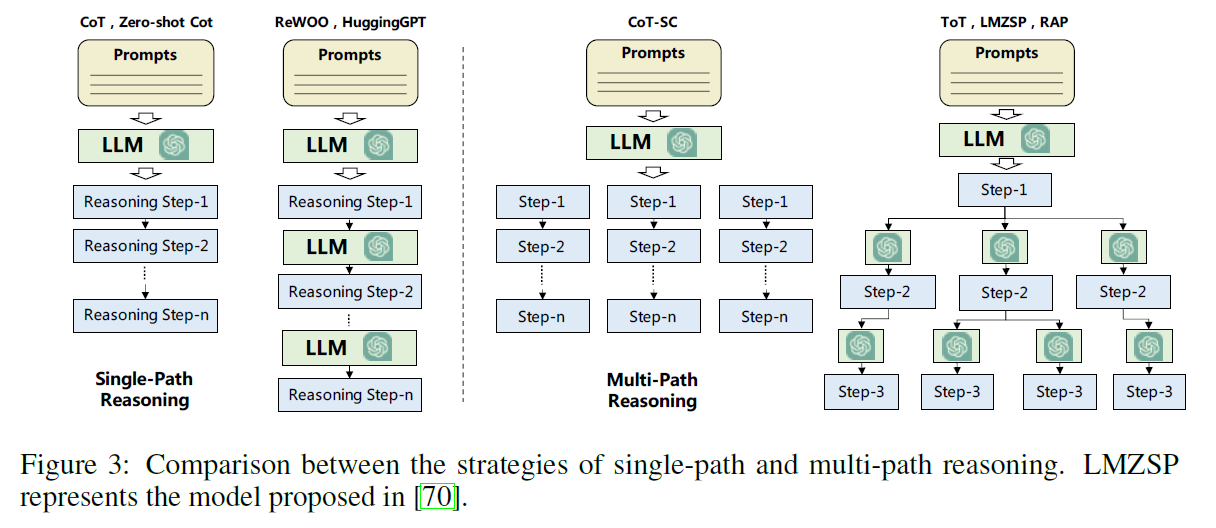 CoT , Zero-shot Cot
Prompts
LLM
Reasoning Step-1
Reasoning Step-2
Reasoning Step-n
Single-Path
Reasoning
ReWOO , HuggingGPT
Prompts
LLM
Reasoning Step-1
LLM
Reasoning Step-2
LLM
Reasoning Step-n
CoT-SC
Prompts
LLM
Step-1 Step-1 Step-1
Step-2 Step-2 Step-2
Step-n Step-n Step-n
Multi-Path
Reasoning
ToT , LMZSP , RAP
Prompts
LLM
Step-1
Step-2 Step-2 Step-2
Step-3 Step-3 Step-3 Step-3
Figure 3: Comparison between the strategies of single-path and multi-path reasoning. LMZSP
represents the model proposed in [70].